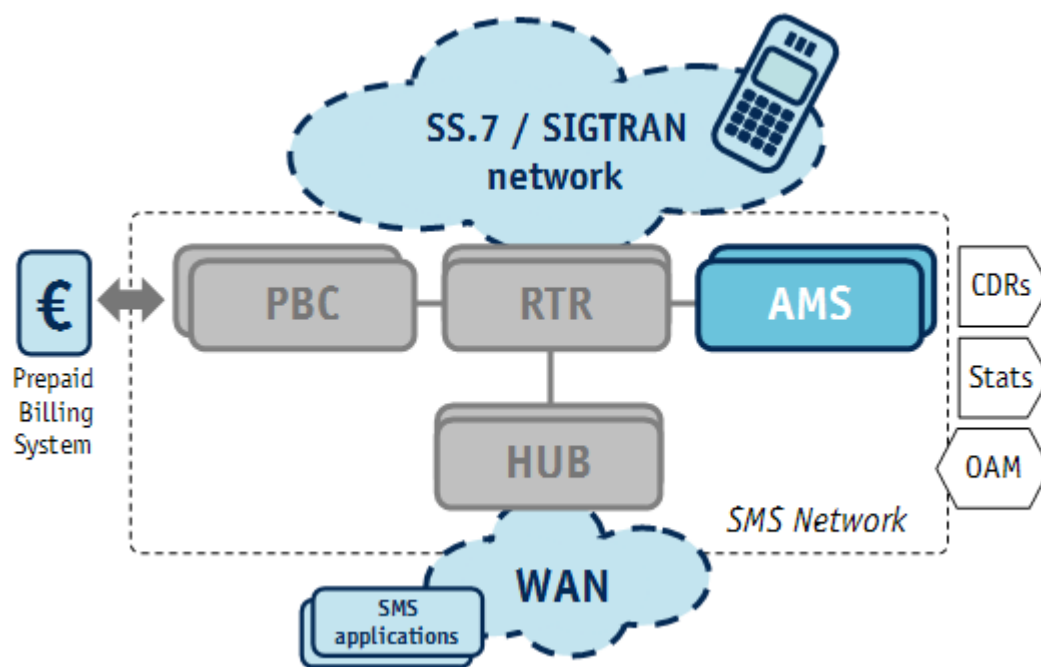 SS.7 / SIGTRAN
network
PBC
RTR
AMS
CDRs
€
Prepaid
Billing
System
Stats
HUB
OAM
SMS Network
WAN
SMS
applications